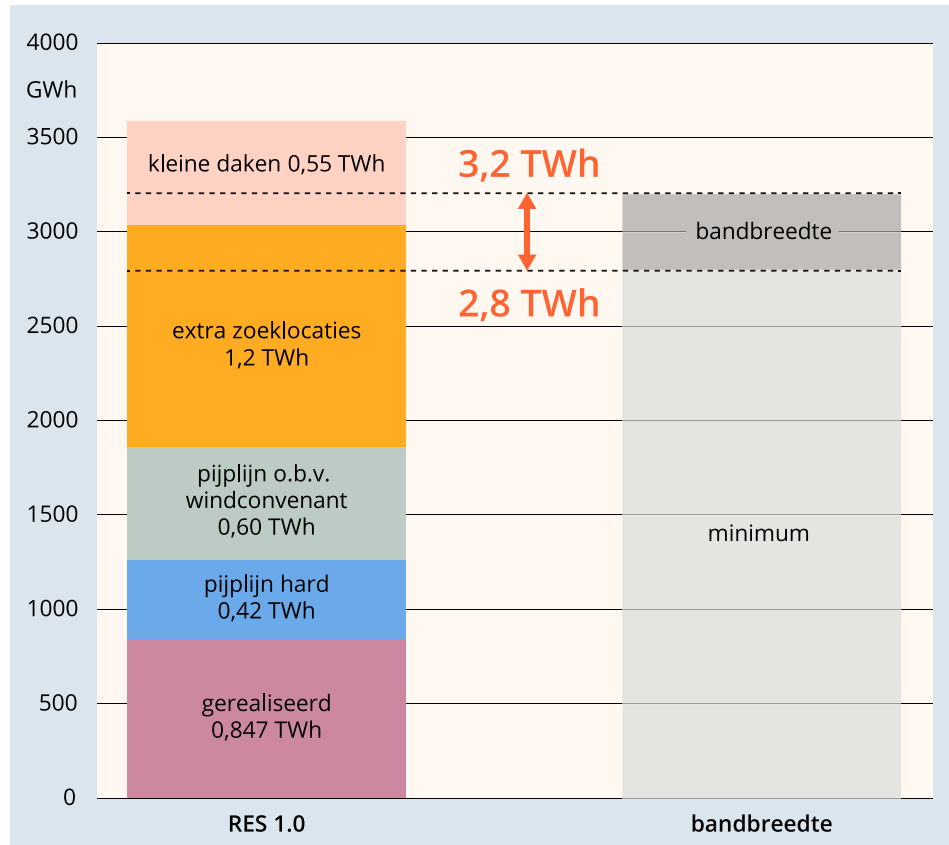 4000
GWh
3500
3000
2500
2000
1500
1000
500
0
kleine daken 0,55 TWh
extra zoeklocaties
1,2 TWh
pijplijn o.b.v.
windconvenant
0,60 TWh
pijplijn hard
0,42 TWh
gerealiseerd
0,847 TWh
3,2 TWh
2,8 TWh
bandbreedte
minimum
RES 1.0
bandbreedte